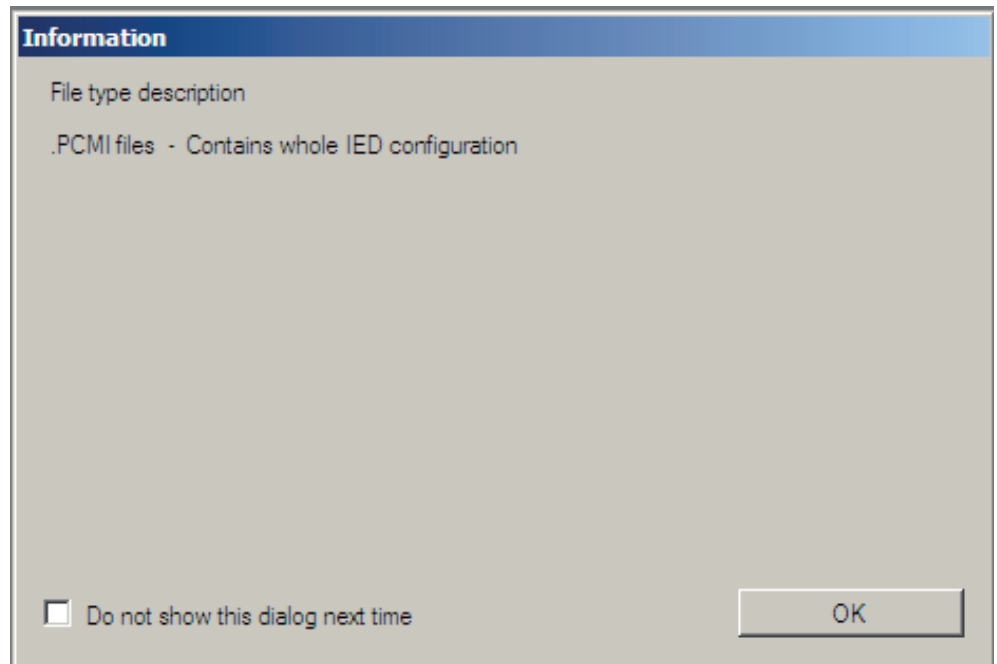 Information
File type description
.PCMI files - Contains whole IED configuration
Do not show this dialog next time
OK